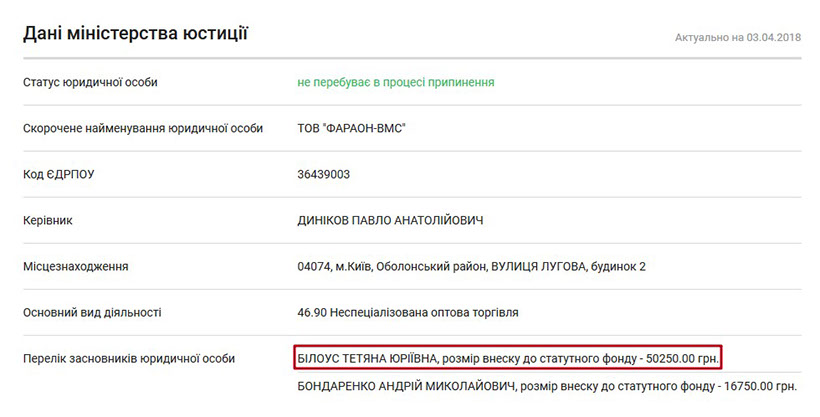 Дані міністерства юстиції
Актуально на 03.04.2018
Статус юридичної особи не перебуває в процесі припинення
Скорочене найменування юридичної особи ТОВ "ФАРАОН-ВМС"
Код ЄДРПОУ 36439003
Керівник ДИНІКОВ ПАВЛО АНАТОЛІЙОВИЧ
Місцезнаходження 04074, м.Київ, Оболонський район, ВУЛИЦЯ ЛУГОВА, будинок 2
Основний вид діяльності 46.90 Неспеціалізована оптова торгівля
Перелік засновників юридичної особи БІЛОУС ТЕТЯНА ЮРІЇВНА, розмір внеску до статутного фонду - 50250.00 грн.
БОНДАРЕНКО АНДРІЙ МИКОЛАЙОВИЧ, розмір внеску до статутного фонду - 16750.00 грн.